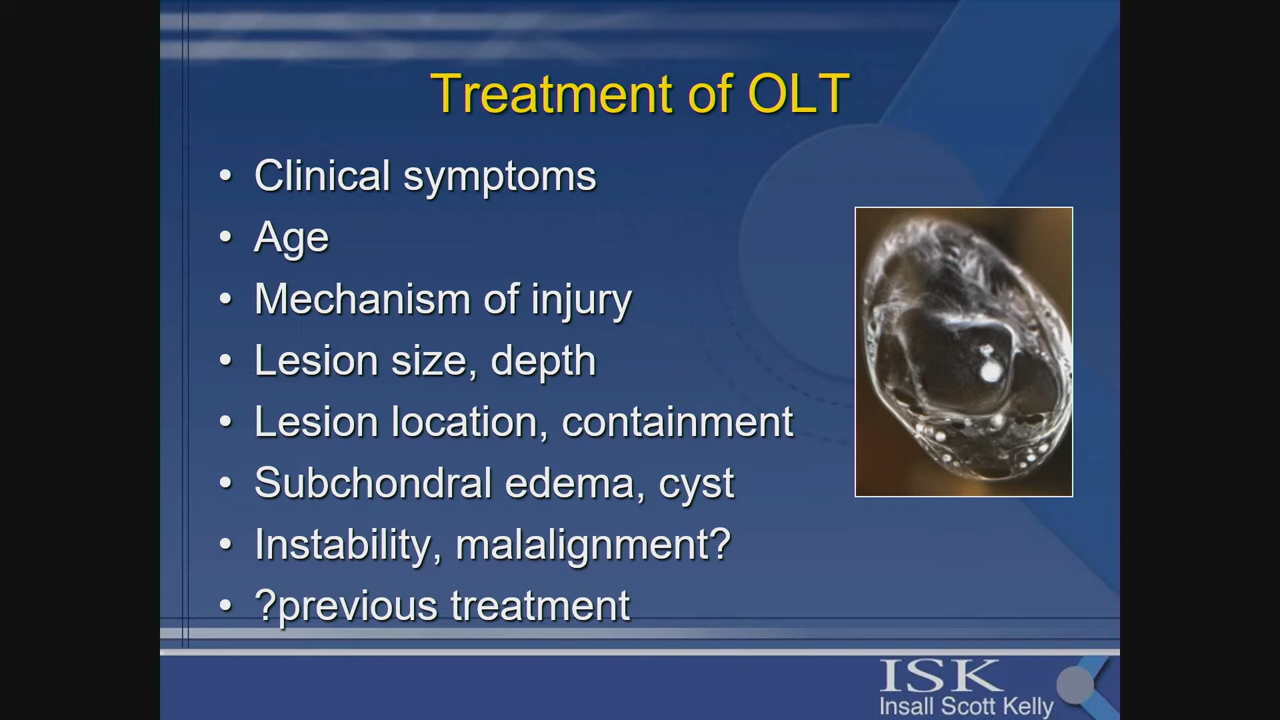 Treatment of OLT
• Clinical symptoms
• Age
• Mechanism of injury
• Lesion size, depth
• Lesion location, containment
• Subchondral edema, cyst
• Instability, malalignment?
• ?previous treatment
ISK
Insall Scott Kelly